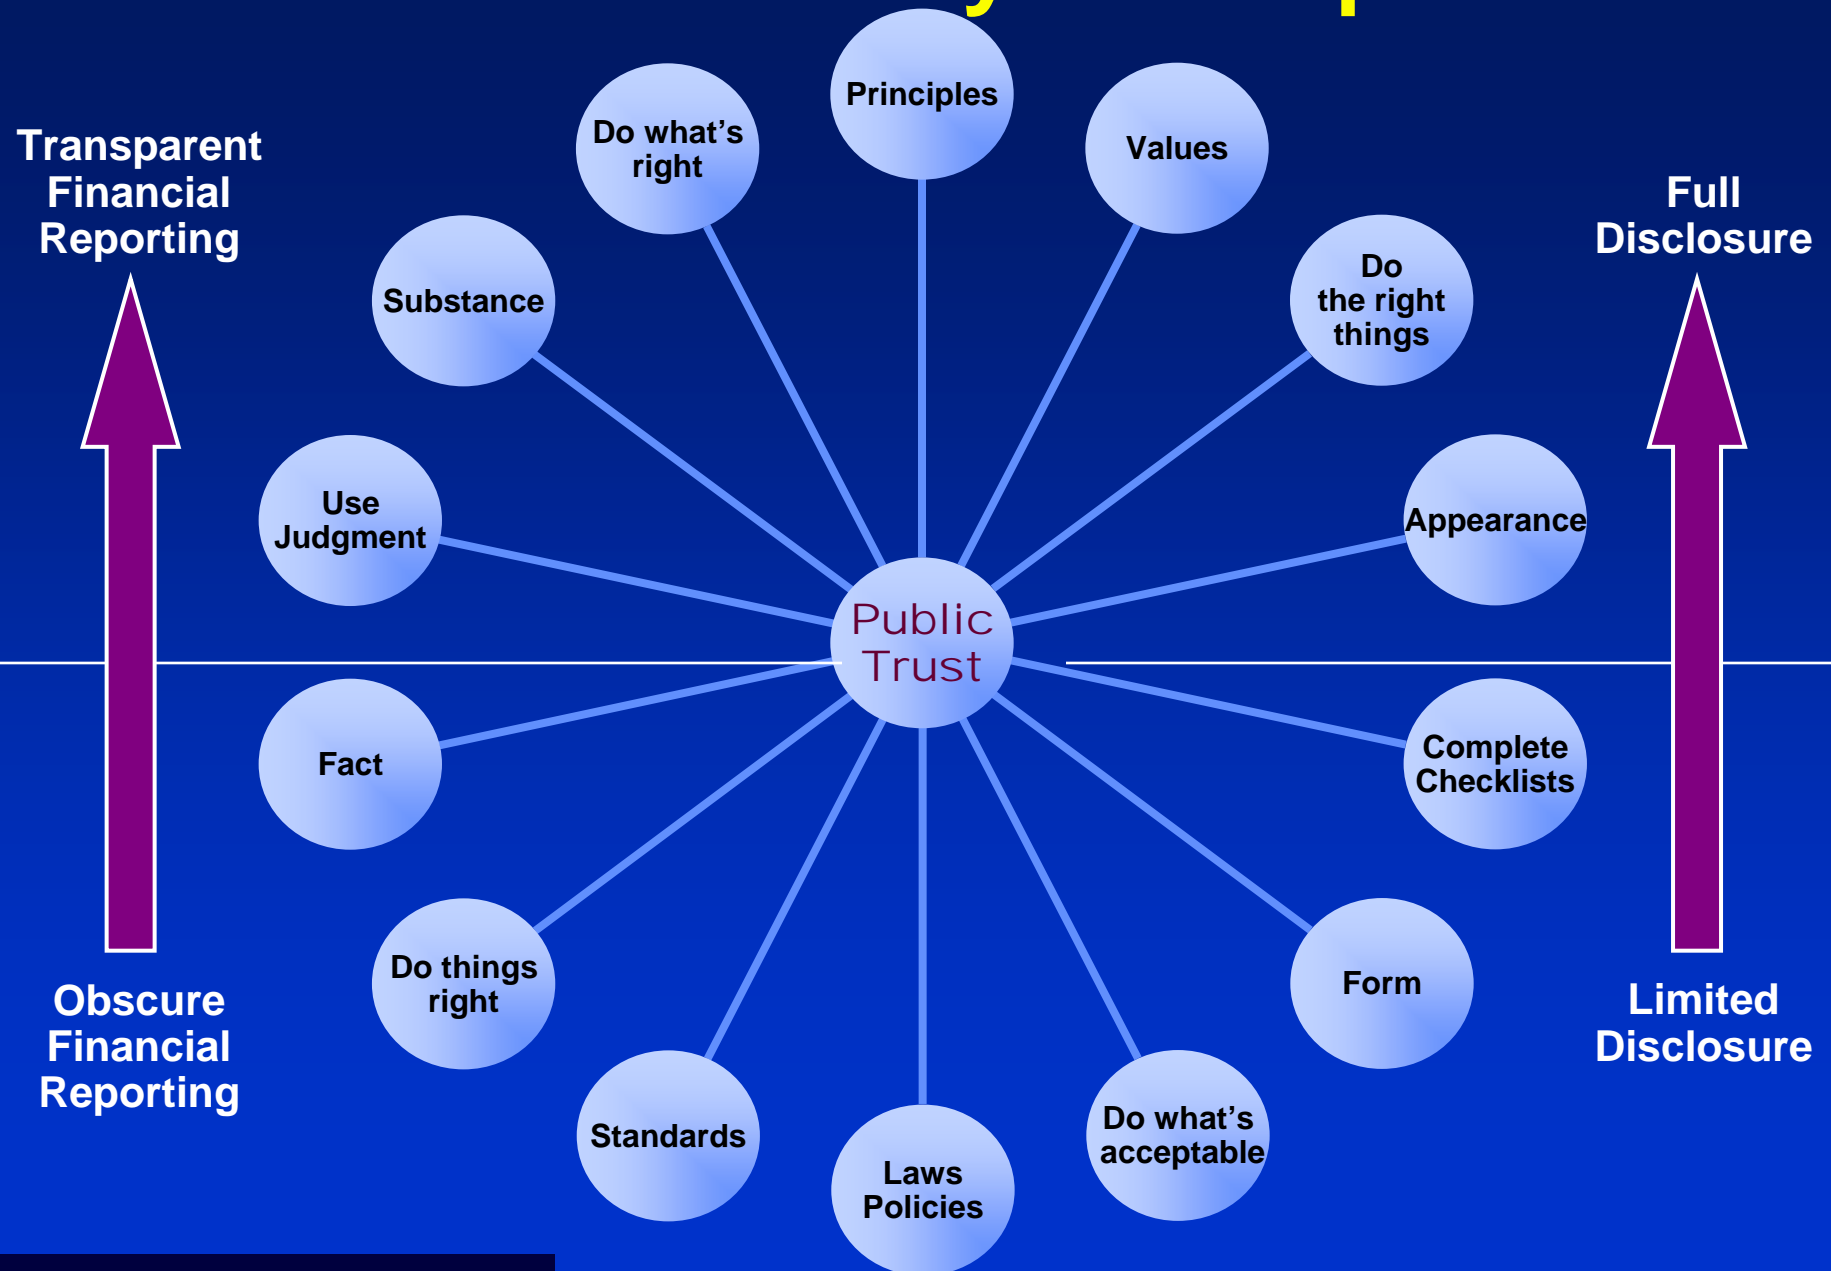 Principles
Do what's
right
Values
Transparent
Financial
Reporting
Full
Disclosure
Substance
Do
the right
things
Use
Judgment
Appearance
Public
Trust
Fact
Complete
Checklists
Do things
right
Form
Obscure
Financial
Reporting
Limited
Disclosure
Standards
Laws
Policies
Do what's
acceptable